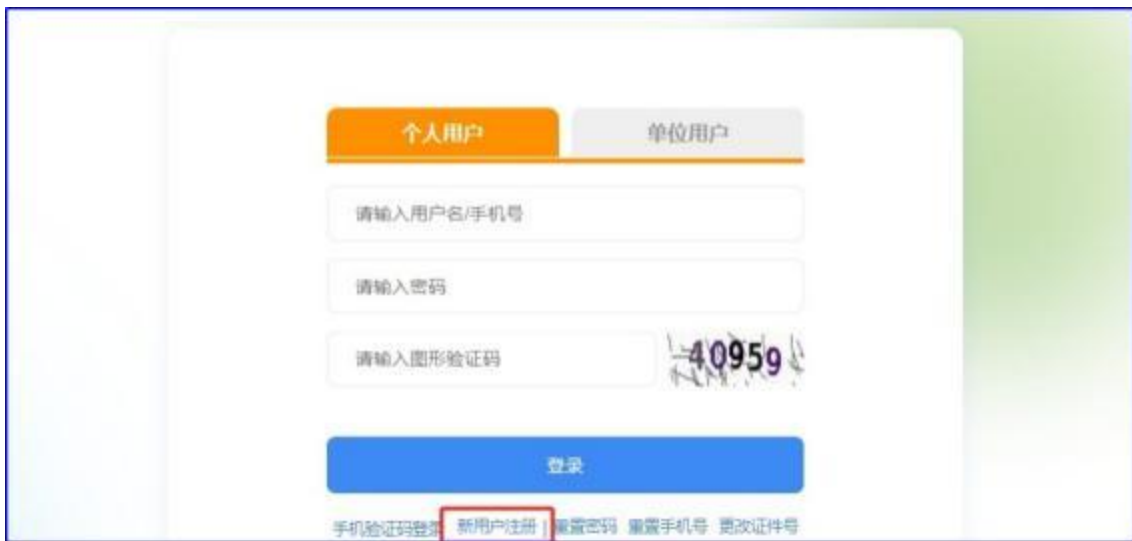 个人用户 单位用户
请输入用户名/手机号
请输入密码
请输入图形验证码 40959
登录
手机验证码登录 新用户注册 | 重置密码 重置手机号 更改证件号